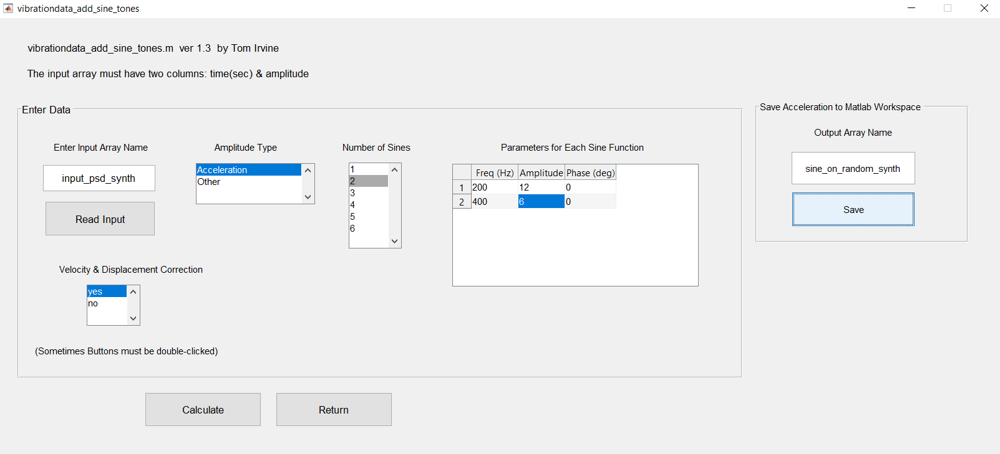 vibrationdata_add_sine_tones
vibrationdata_add_sine_tones.m  ver 1.3  by Tom Irvine
The input array must have two columns: time(sec) & amplitude
Enter Data
Enter Input Array Name
input_psd_synth
Read Input
Amplitude Type
Acceleration
Other
Number of Sines
1
2
3
4
5
6
Parameters for Each Sine Function
Freq (Hz) Amplitude Phase (deg)
1 200 12 0
2 400 6 0
Velocity & Displacement Correction
yes
no
(Sometimes Buttons must be double-clicked)
Calculate
Return
Save Acceleration to Matlab Workspace
Output Array Name
sine_on_random_synth
Save